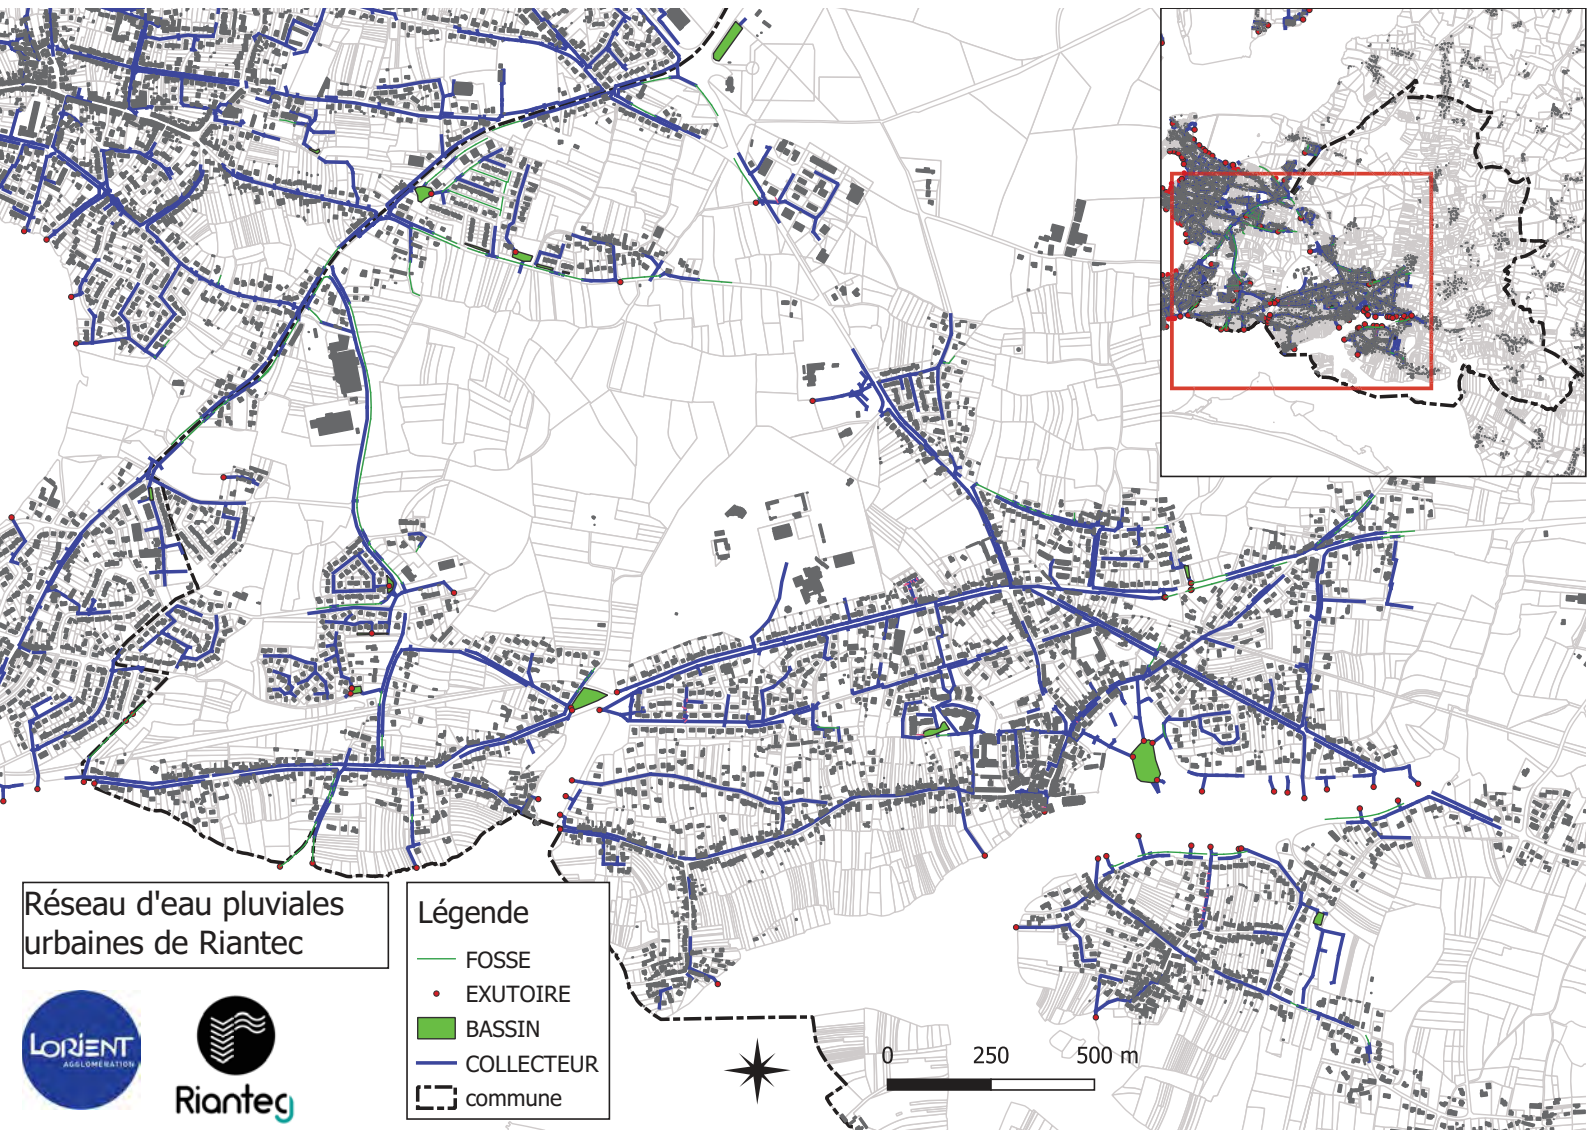 Réseau d'eau pluviales
urbaines de Riantec
Légende
FOSSE
EXUTOIRE
BASSIN
COLLECTEUR
commune
LORIENT
AGGLOMÉRATION
Rianteg
0 250 500 m